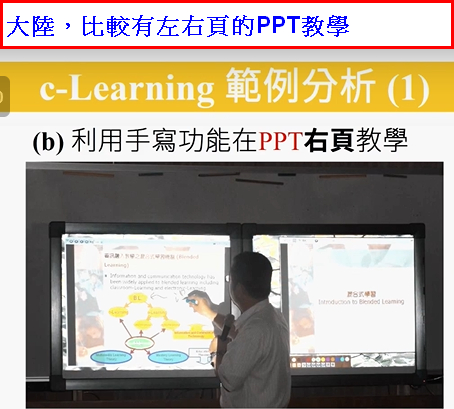 大陸，比較有左右頁的PPT教學
c-Learning 範例分析 (1)
(b) 利用手寫功能在PPT右頁教學
Information and communication technology has
been widely applied to blended learning including
classroom Learning and electronic Learning
混合式學習
Introduction to Blended Learning